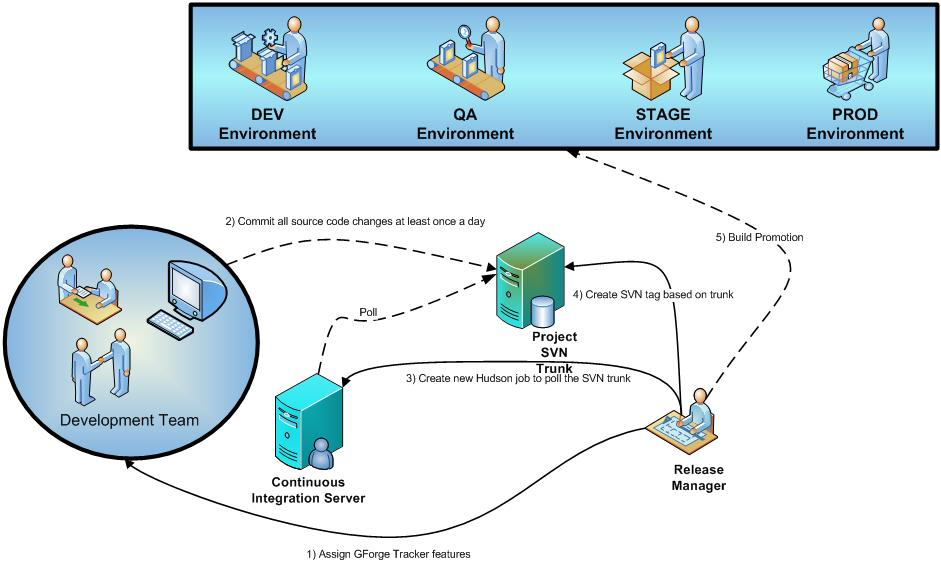 DEV
Environment
QA
Environment
STAGE
Environment
PROD
Environment
2) Commit all source code changes at least once a day
5) Build Promotion
4) Create SVN tag based on trunk
Poll
Project
SVN
Trunk
3) Create new Hudson job to poll the SVN trunk
Development Team
Continuous
Integration Server
Release
Manager
1) Assign GForge Tracker features